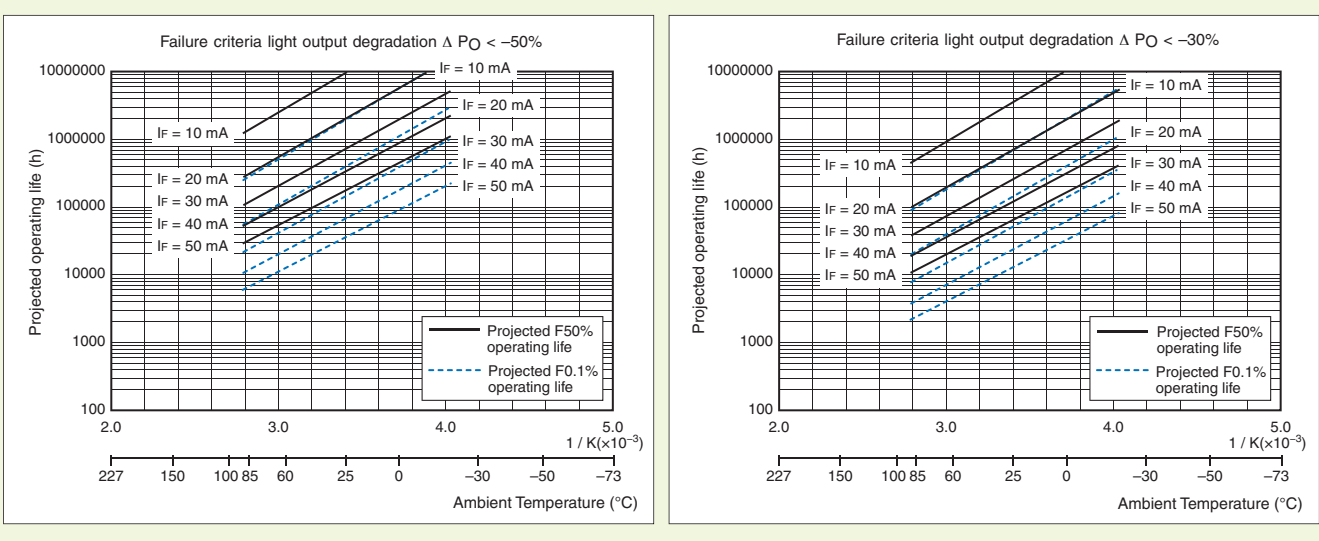 Failure criteria light output degradation Δ PO < –50%
Projected operating life (h)
10000000
1000000
100000
10000
1000
100
IF = 10 mA
IF = 20 mA
IF = 30 mA
IF = 40 mA
IF = 50 mA
IF = 10 mA
IF = 20 mA
IF = 30 mA
IF = 40 mA
IF = 50 mA
Projected F50%
operating life
Projected F0.1%
operating life
2.0 3.0 4.0 5.0
1 / K(×10–3)
227 150 100 85 60 25 0 –30 –50 –73
Ambient Temperature (°C)
Failure criteria light output degradation Δ PO < –30%
Projected operating life (h)
10000000
1000000
100000
10000
1000
100
IF = 10 mA
IF = 20 mA
IF = 30 mA
IF = 40 mA
IF = 50 mA
IF = 10 mA
IF = 20 mA
IF = 30 mA
IF = 40 mA
IF = 50 mA
Projected F50%
operating life
Projected F0.1%
operating life
2.0 3.0 4.0 5.0
1 / K(×10–3)
227 150 100 85 60 25 0 –30 –50 –73
Ambient Temperature (°C)